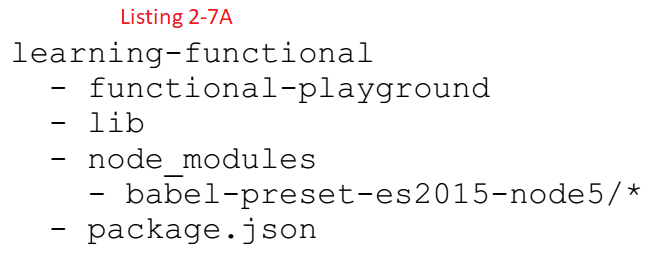 Listing 2-7A
learning-functional
- functional-playground
- lib
- node_modules
- babel-preset-es2015-node5/*
- package.json